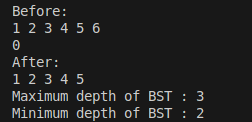 Before:
1 2 3 4 5 6
0
After:
1 2 3 4 5
Maximum depth of BST : 3
Minimum depth of BST : 2